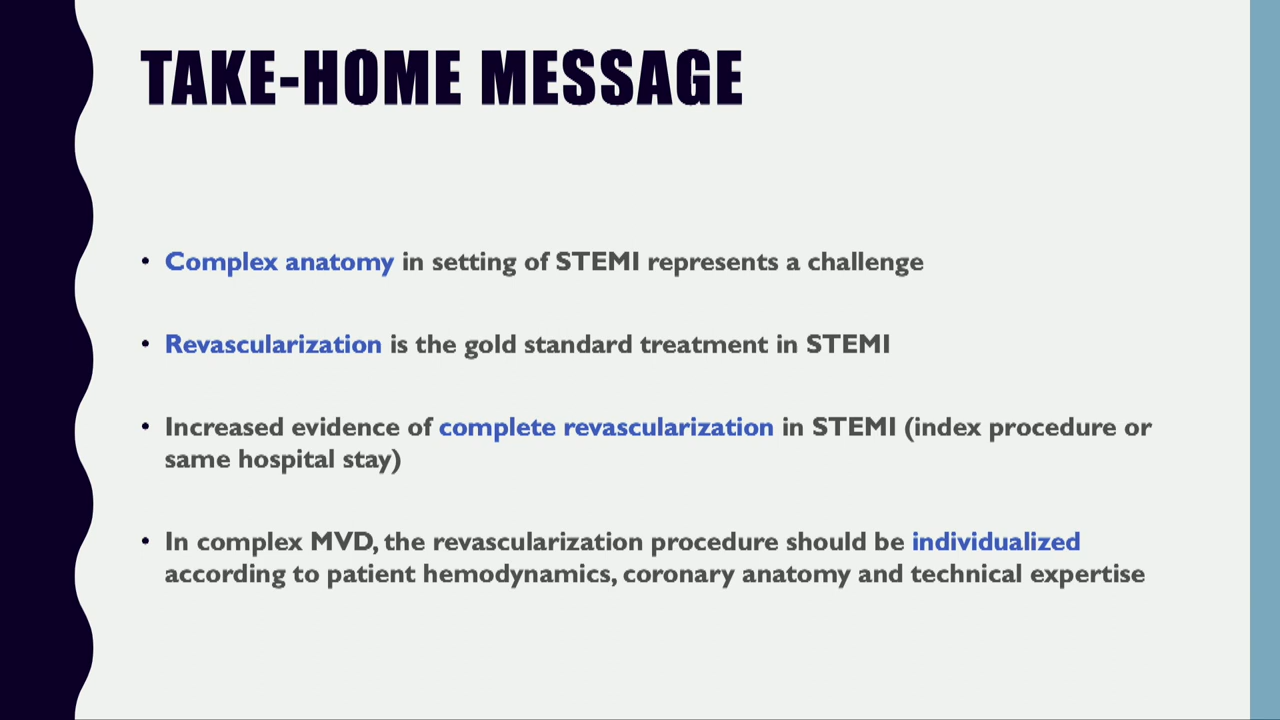 TAKE-HOME MESSAGE
• Complex anatomy in setting of STEMI represents a challenge
• Revascularization is the gold standard treatment in STEMI
• Increased evidence of complete revascularization in STEMI (index procedure or
same hospital stay)
• In complex MVD, the revascularization procedure should be individualized
according to patient hemodynamics, coronary anatomy and technical expertise